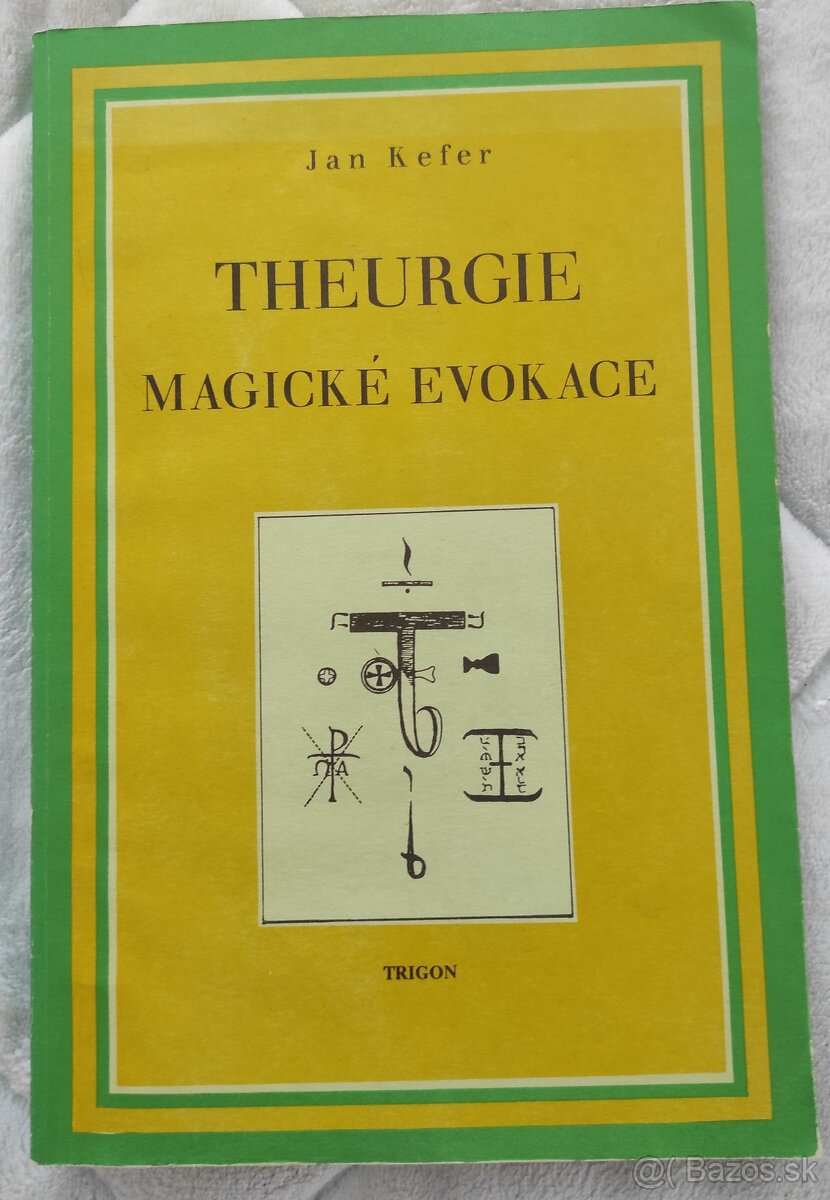 Jan Kefer
THEURGIE
MAGICKÉ EVOKACE
P
Ω A
TRIGON
@( Bazos.sk